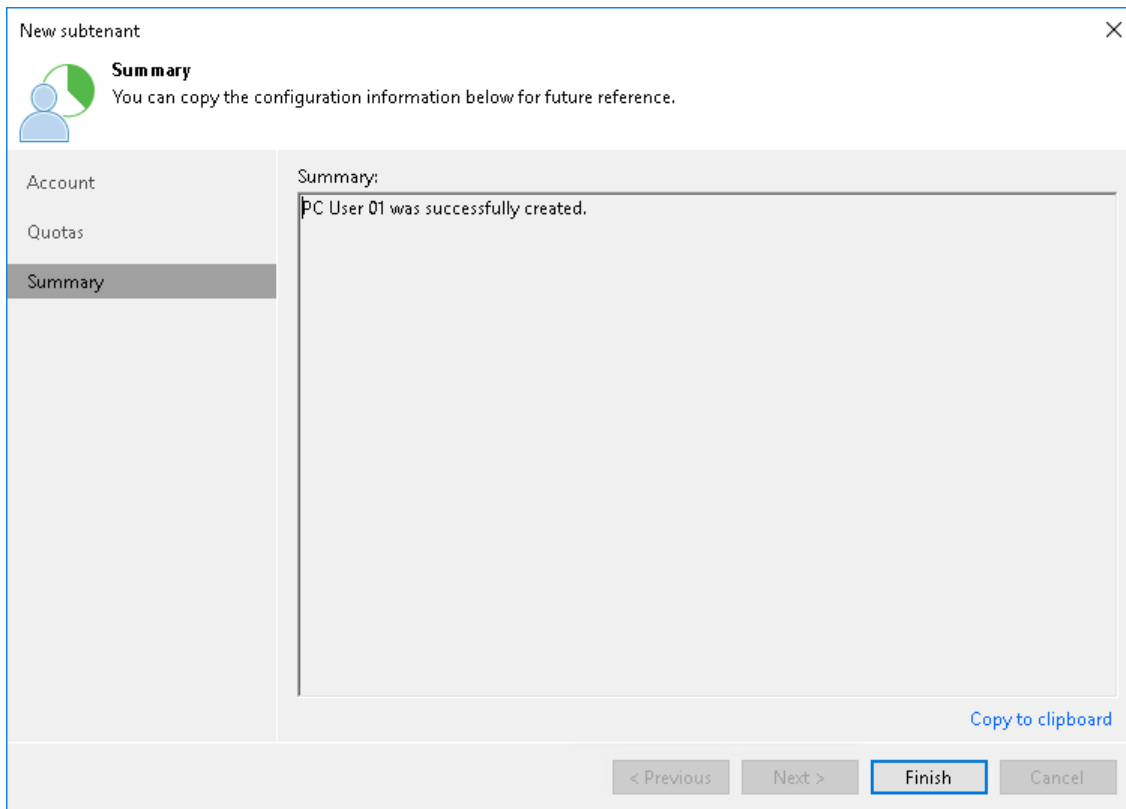 New subtenant
Summary
You can copy the configuration information below for future reference.
Account
Quotas
Summary
Summary:
PC User 01 was successfully created.
Copy to clipboard
< Previous
Next >
Finish
Cancel